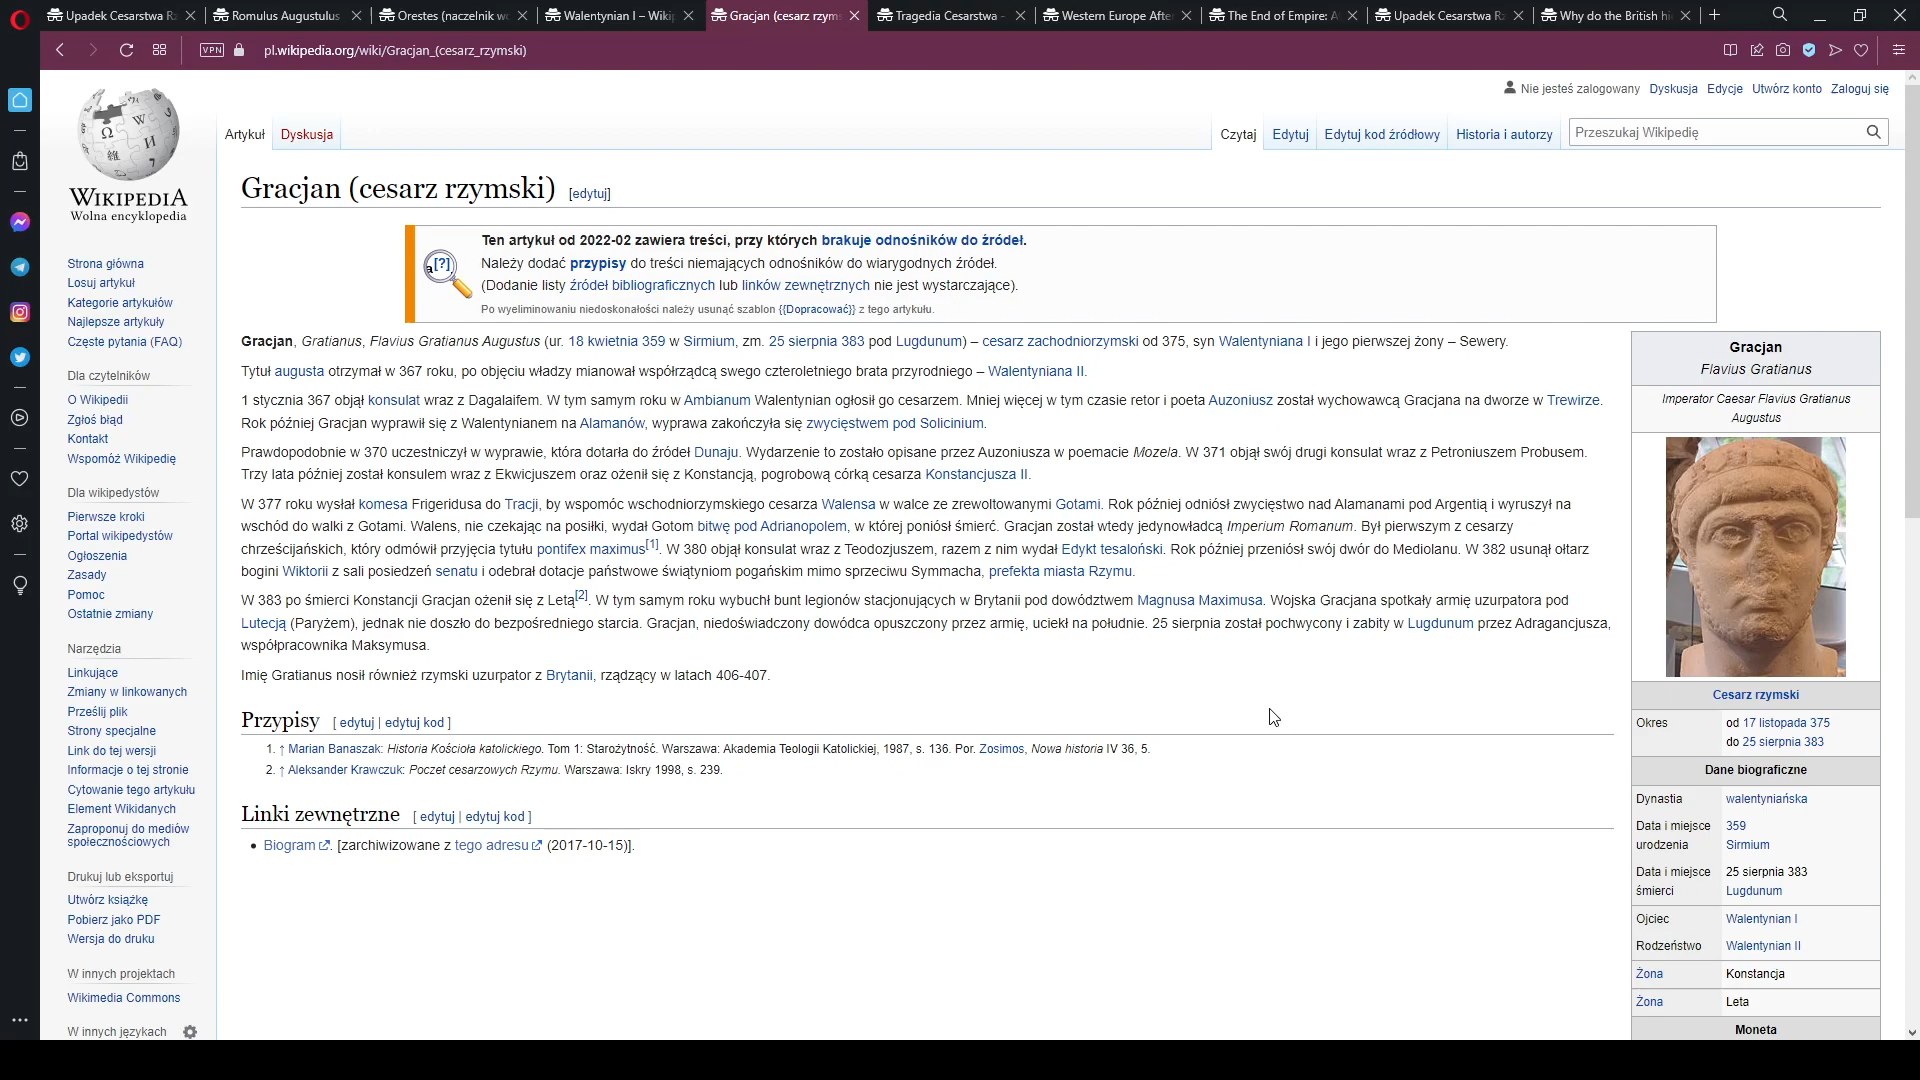 Upadek Cesarstwa Rz
Romulus Augustulus
Orestes (naczelnik wo
Walentynian I – Wikip
Gracjan (cesarz rzyms
Tragedia Cesarstwa -
Western Europe After
The End of Empire: A
Upadek Cesarstwa Rz
Why do the British hi
VPN
pl.wikipedia.org/wiki/Gracjan_(cesarz_rzymski)
Nie jesteś zalogowany Dyskusja Edycje Utwórz konto Zaloguj się
Artykuł Dyskusja
Czytaj Edytuj Edytuj kod źródłowy Historia i autorzy
Przeszukaj Wikipedię
WIKIPEDIA
Wolna encyklopedia
Strona główna
Losuj artykuł
Kategorie artykułów
Najlepsze artykuły
Częste pytania (FAQ)
Dla czytelników
O Wikipedii
Zgłoś błąd
Kontakt
Wspomóż Wikipedię
Dla wikipedystów
Pierwsze kroki
Portal wikipedystów
Ogłoszenia
Zasady
Pomoc
Ostatnie zmiany
Narzędzia
Linkujące
Zmiany w linkowanych
Prześlij plik
Strony specjalne
Link do tej wersji
Informacje o tej stronie
Cytowanie tego artykułu
Element Wikidanych
Zaproponuj do mediów
społecznościowych
Drukuj lub eksportuj
Utwórz książkę
Pobierz jako PDF
Wersja do druku
W innych projektach
Wikimedia Commons
W innych językach
Gracjan (cesarz rzymski) [edytuj]
Ten artykuł od 2022-02 zawiera treści, przy których brakuje odnośników do źródeł.
Należy dodać przypisy do treści niemających odnośników do wiarygodnych źródeł.
(Dodanie listy źródeł bibliograficznych lub linków zewnętrznych nie jest wystarczające).
Po wyeliminowaniu niedoskonałości należy usunąć szablon {{Dopracować}} z tego artykułu.
Gracjan, Gratianus, Flavius Gratianus Augustus (ur. 18 kwietnia 359 w Sirmium, zm. 25 sierpnia 383 pod Lugdunum) – cesarz zachodniorzymski od 375, syn Walentyniana I i jego pierwszej żony – Sewery.
Tytuł augusta otrzymał w 367 roku, po objęciu władzy mianował współrządcą swego czteroletniego brata przyrodniego – Walentyniana II.
1 stycznia 367 objął konsulat wraz z Dagalaifem. W tym samym roku w Ambianum Walentynian ogłosił go cesarzem. Mniej więcej w tym czasie retor i poeta Auzoniusz został wychowawcą Gracjana na dworze w Trewirze.
Rok później Gracjan wyprawił się z Walentynianem na Alamanów, wyprawa zakończyła się zwycięstwem pod Solicinium.
Prawdopodobnie w 370 uczestniczył w wyprawie, która dotarła do źródeł Dunaju. Wydarzenie to zostało opisane przez Auzoniusza w poemacie Mozela. W 371 objął swój drugi konsulat wraz z Petroniuszem Probusem.
Trzy lata później został konsulem wraz z Ekwicjuszem oraz ożenił się z Konstancją, pogrobową córką cesarza Konstancjusza II.
W 377 roku wysłał komesa Frigeridusa do Tracji, by wspomóc wschodniorzymskiego cesarza Walensa w walce ze zrewoltowanymi Gotami. Rok później odniósł zwycięstwo nad Alamanami pod Argentią i wyruszył na
wschód do walki z Gotami. Walens, nie czekając na posiłki, wydał Gotom bitwę pod Adrianopolem, w której poniósł śmierć. Gracjan został wtedy jedynowładcą Imperium Romanum. Był pierwszym z cesarzy
chrześcijańskich, który odmówił przyjęcia tytułu pontifex maximus[1]. W 380 objął konsulat wraz z Teodozjuszem, razem z nim wydał Edykt tesaloński. Rok później przeniósł swój dwór do Mediolanu. W 382 usunął ołtarz
bogini Wiktorii z sali posiedzeń senatu i odebrał dotacje państwowe świątyniom pogańskim mimo sprzeciwu Symmacha, prefekta miasta Rzymu.
W 383 po śmierci Konstancji Gracjan ożenił się z Letą[2]. W tym samym roku wybuchł bunt legionów stacjonujących w Brytanii pod dowództwem Magnusa Maximusa. Wojska Gracjana spotkały armię uzurpatora pod
Lutecją (Paryżem), jednak nie doszło do bezpośredniego starcia. Gracjan, niedoświadczony dowódca opuszczony przez armię, uciekł na południe. 25 sierpnia został pochwycony i zabity w Lugdunum przez Adragancjusza,
współpracownika Maksymusa.
Imię Gratianus nosił również rzymski uzurpator z Brytanii, rządzący w latach 406-407.
Przypisy [ edytuj | edytuj kod ]
1. ↑ Marian Banaszak: Historia Kościoła katolickiego. Tom 1: Starożytność. Warszawa: Akademia Teologii Katolickiej, 1987, s. 136. Por. Zosimos, Nowa historia IV 36, 5.
2. ↑ Aleksander Krawczuk: Poczet cesarzowych Rzymu. Warszawa: Iskry 1998, s. 239.
Linki zewnętrzne [ edytuj | edytuj kod ]
• Biogram. [zarchiwizowane z tego adresu (2017-10-15)].
Gracjan
Flavius Gratianus
Imperator Caesar Flavius Gratianus
Augustus
Cesarz rzymski
Okres od 17 listopada 375
do 25 sierpnia 383
Dane biograficzne
Dynastia walentyniańska
Data i miejsce 359
urodzenia Sirmium
Data i miejsce 25 sierpnia 383
śmierci Lugdunum
Ojciec Walentynian I
Rodzeństwo Walentynian II
Żona Konstancja
Żona Leta
Moneta